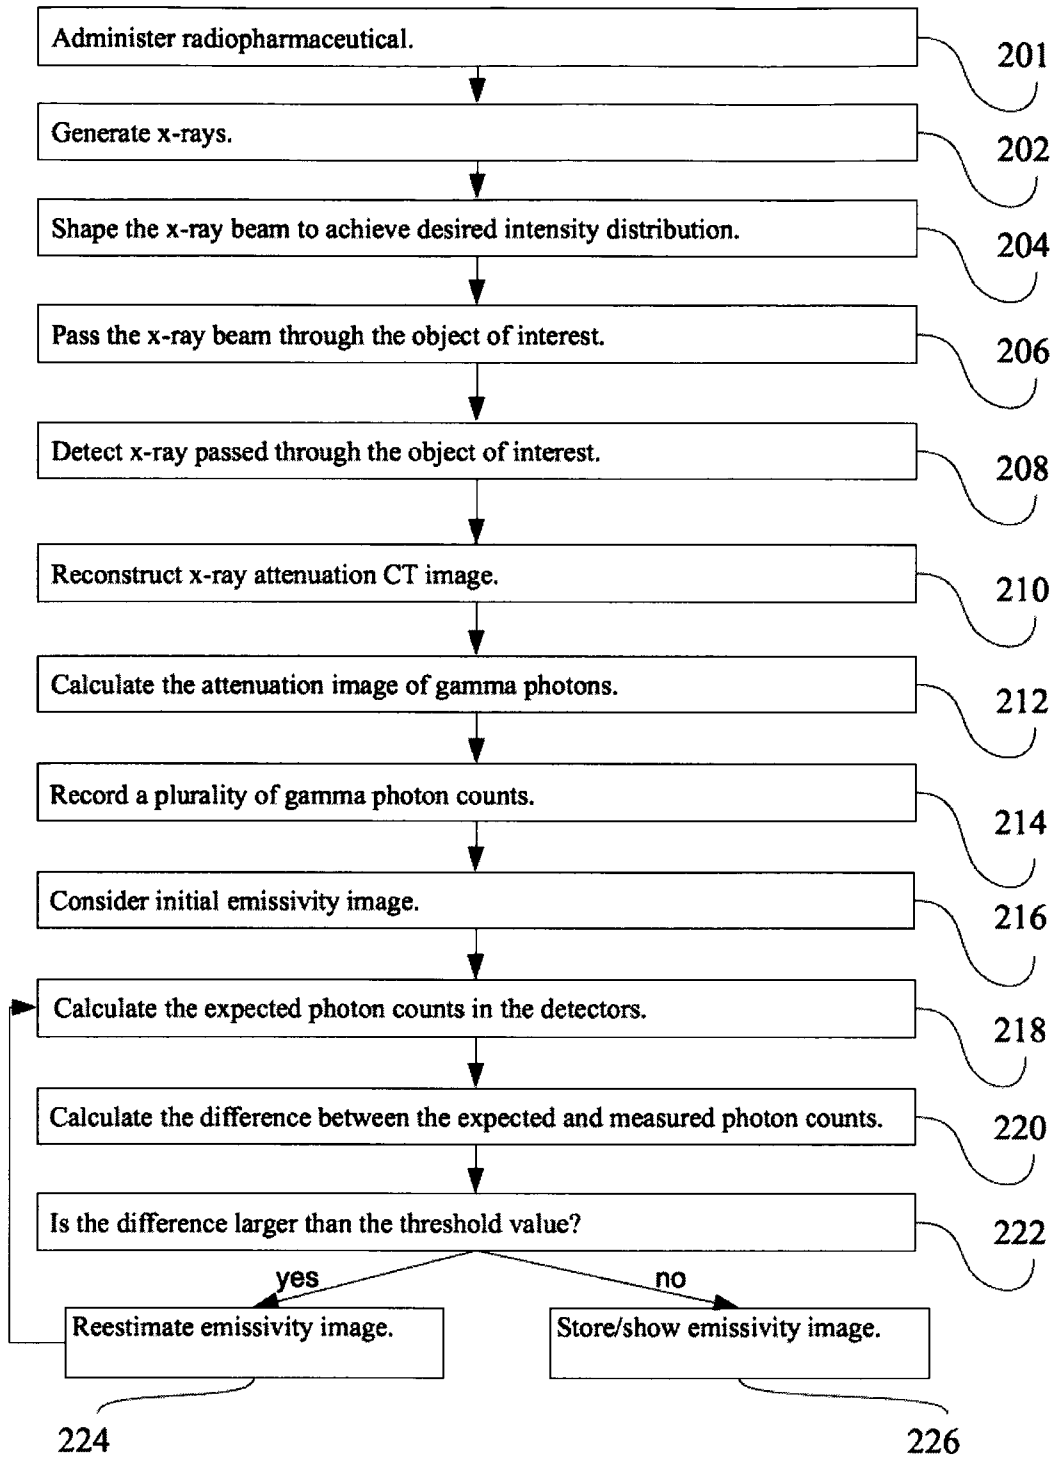 Administer radiopharmaceutical.
201
Generate x-rays.
202
Shape the x-ray beam to achieve desired intensity distribution.
204
Pass the x-ray beam through the object of interest.
206
Detect x-ray passed through the object of interest.
208
Reconstruct x-ray attenuation CT image.
210
Calculate the attenuation image of gamma photons.
212
Record a plurality of gamma photon counts.
214
Consider initial emissivity image.
216
Calculate the expected photon counts in the detectors.
218
Calculate the difference between the expected and measured photon counts.
220
Is the difference larger than the threshold value?
222
yes
no
Reestimate emissivity image.
Store/show emissivity image.
224
226